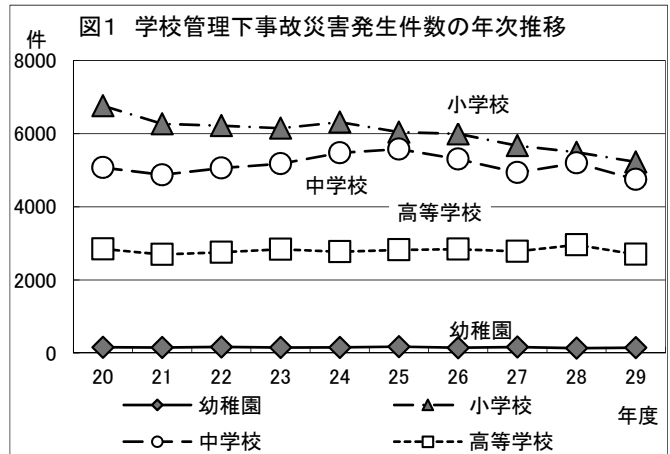 図1 学校管理下事故災害発生件数の年次推移
件
8000
6000
4000
2000
0
小学校
中学校
高等学校
幼稚園
20 21 22 23 24 25 26 27 28 29
年度
幼稚園 小学校
中学校 高等学校